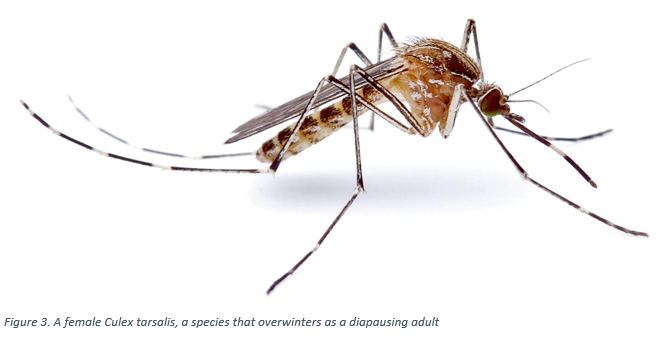 Figure 3. A female Culex tarsalis, a species that overwinters as a diapausing adult